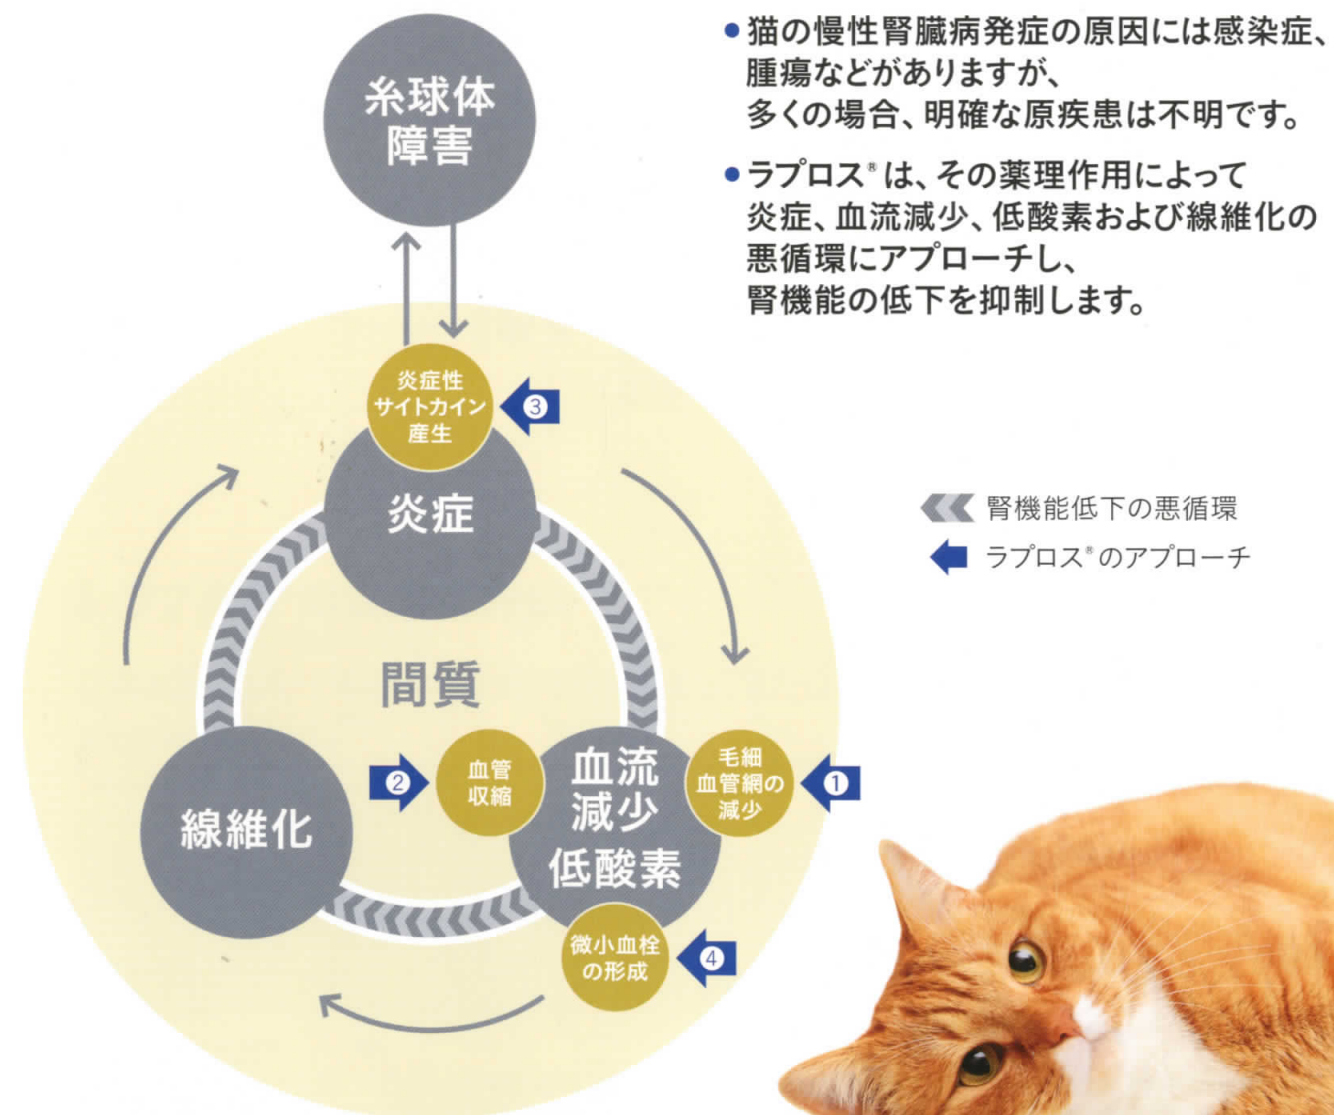 猫の慢性腎臓病発症の原因には感染症、
腫瘍などがありますが、
多くの場合、明確な原疾患は不明です。
ラプロス®は、その薬理作用によって
炎症、血流減少、低酸素および線維化の
悪循環にアプローチし、
腎機能の低下を抑制します。
糸球体
障害
炎症性
サイトカイン
産生
3
炎症
腎機能低下の悪循環
ラプロス®のアプローチ
間質
線維化
2
血管
収縮
血流
減少
低酸素
毛細
血管網の
減少
1
微小血栓
の形成
4